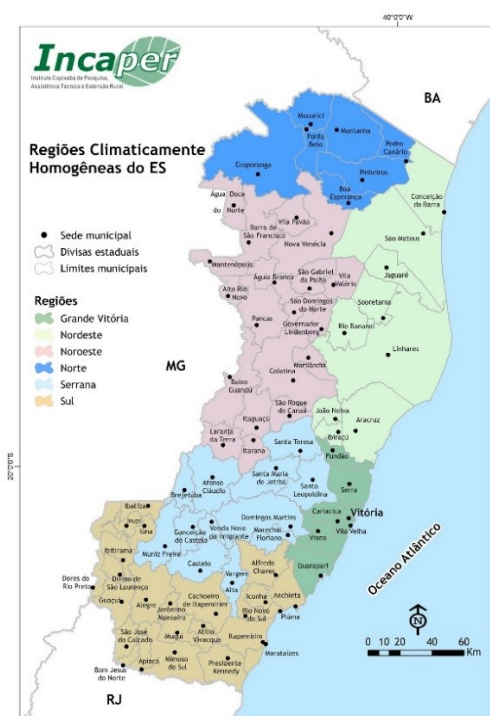 40°0'0"W
Incaper
Instituto Capixaba de Pesquisa,
Assistência Técnica e Extensão Rural
BA
Regiões Climaticamente
Homogêneas do ES
Sede municipal
Divisas estaduais
Limites municipais
Regiões
Grande Vitória
Nordeste
Noroeste
Norte
Serrana
Sul
Mucurici
Ponto
Belo
Montanha
Pedro
Canário
Ecoporanga
Pinheiros
Boa
Esperança
Conceição
da Barra
Água Doce
do Norte
Vila Pavão
Barra de
São Francisco
Nova Venécia
São Mateus
Jaguaré
Mantenópolis
Águia Branca
São Gabriel
da Palha
Vila
Valério
Alto Rio
Novo
São Domingos
do Norte
Sooretama
Pancas
Governador
Lindenberg
Rio Bananal
Linhares
MG
Marilândia
Colatina
Baixo
Guandú
São Roque
do Canaã
João Neiva
Aracruz
Itaguaçú
Ibiraçú
Laranja
da Terra
Itarana
Santa Teresa
Fundão
20°0'0"S
Afonso
Cláudio
Santa Maria
de Jetibá
Santa
Leopoldina
Serra
Brejetuba
Ibatiba
Cariacica
Vitória
Irupi
Iúna
Domingos Martins
Conceição
do Castelo
Venda Nova
do Imigrante
Marechal
Floriano
Viana
Vila Velha
Muniz Freire
Ibitirama
Castelo
Alfredo
Chaves
Guarapari
Oceano Atlântico
Dores do
Rio Preto
Divino de
São Lourenço
Vargem
Alta
Guaçuí
Alegre
Jerônimo
Monteiro
Cachoeiro
de Itapemirim
Iconha
Anchieta
Rio Novo
do Sul
Piúma
São José
do Calçado
Muqui
Atílio
Vivacqua
Itapemirim
Marataízes
Bom Jesus
do Norte
Apiacá
Mimoso
do Sul
Presidente
Kennedy
RJ
N
0 10 20 40 60
Km